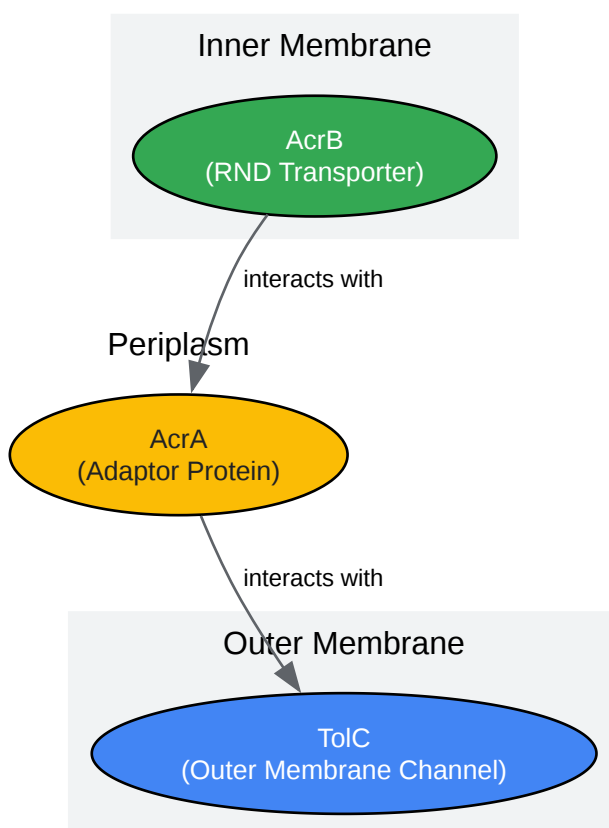 Inner Membrane
AcrB
(RND Transporter)
interacts with
Periplasm
AcrA
(Adaptor Protein)
interacts with
Outer Membrane
TolC
(Outer Membrane Channel)